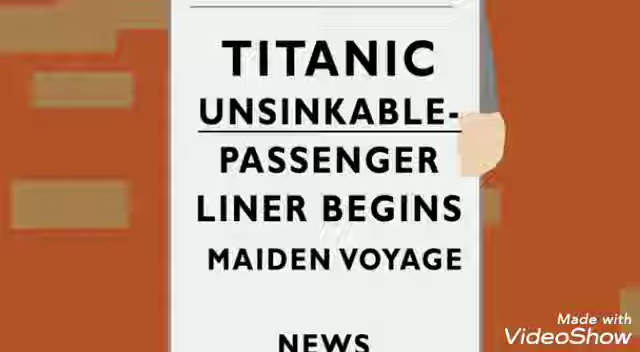 TITANIC
UNSINKABLE-
PASSENGER
LINER BEGINS
MAIDEN VOYAGE
NEWS
Made with
VideoShow